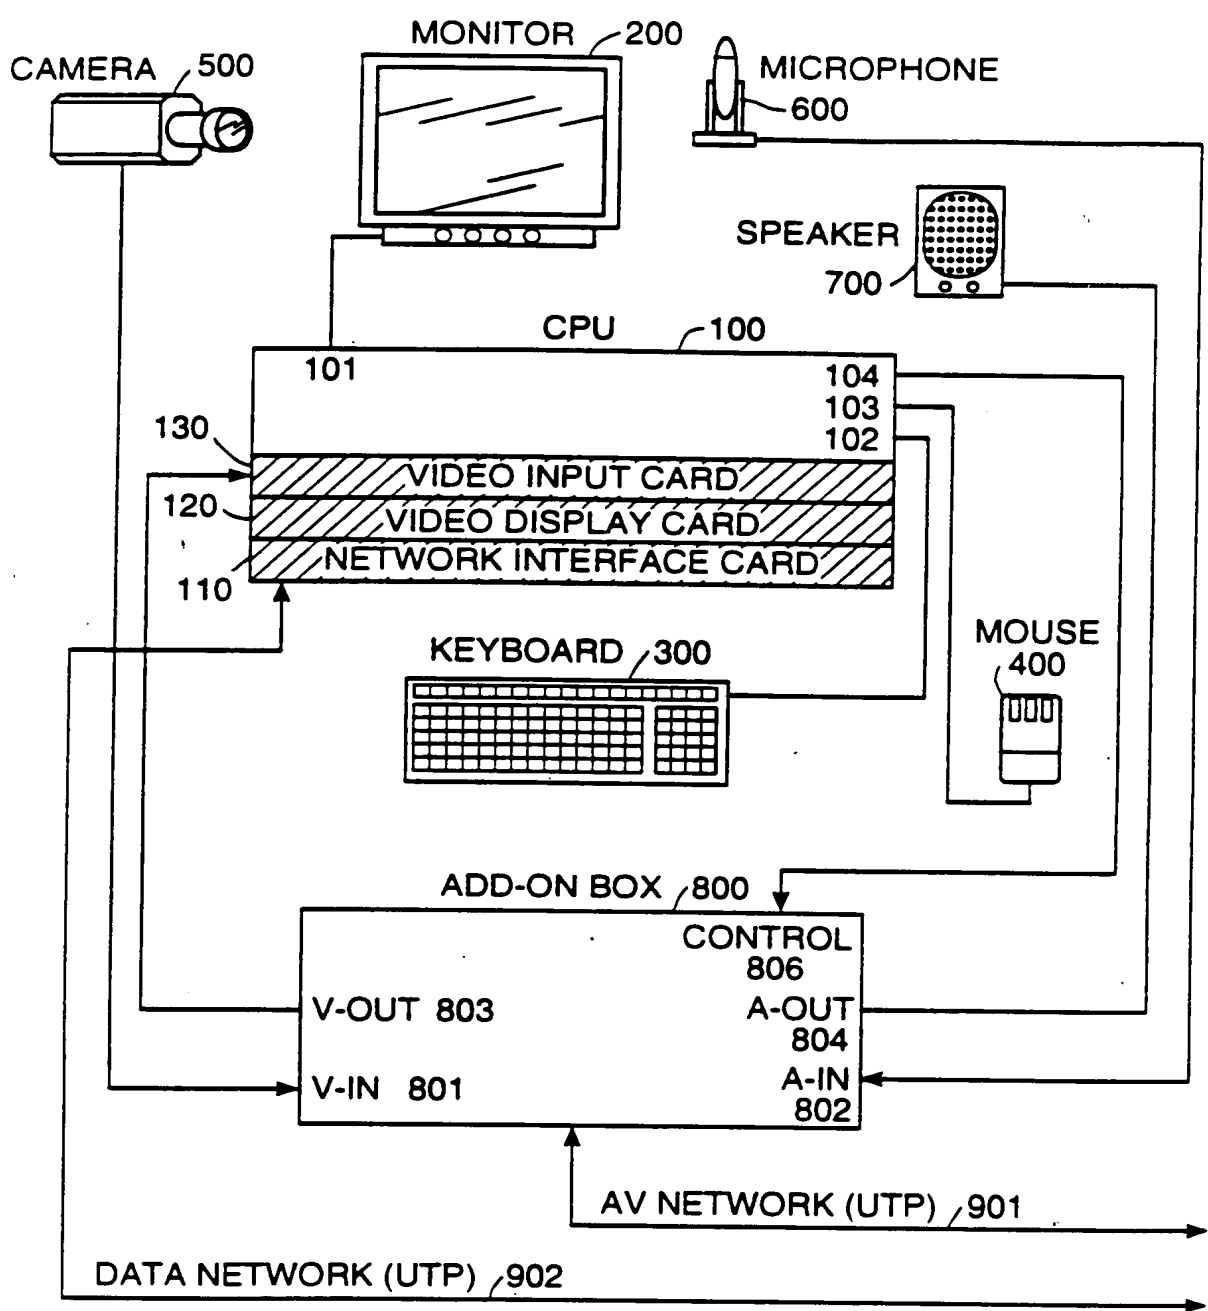 MONITOR 200
CAMERA 500
MICROPHONE
600
SPEAKER
700
CPU 100
101
104
103
102
130
VIDEO INPUT CARD
120
VIDEO DISPLAY CARD
110
NETWORK INTERFACE CARD
KEYBOARD 300
MOUSE
400
ADD-ON BOX 800
CONTROL
806
V-OUT 803
A-OUT
804
V-IN 801
A-IN
802
AV NETWORK (UTP) 901
DATA NETWORK (UTP) 902